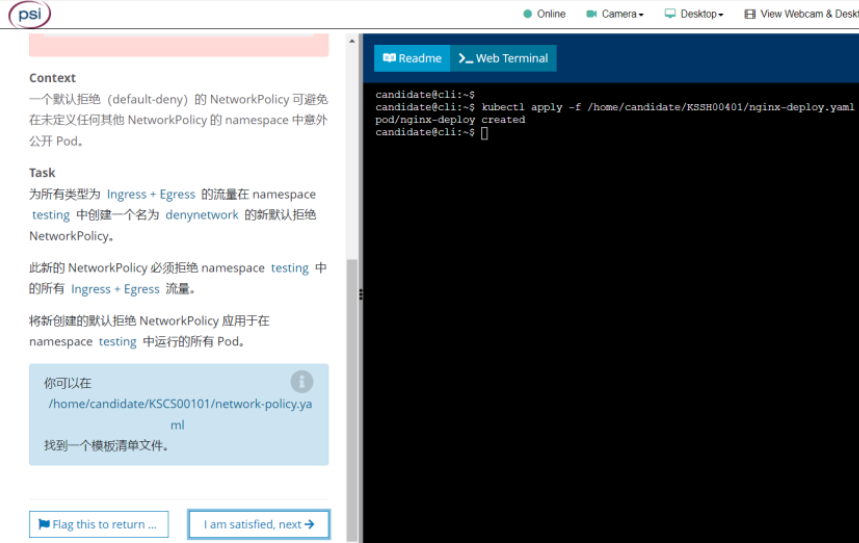 psi
Online Camera Desktop View Webcam & Desk
Context
一个默认拒绝（default-deny）的 NetworkPolicy 可避免
在未定义任何其他 NetworkPolicy 的 namespace 中意外
公开 Pod。
Task
为所有类型为 Ingress + Egress 的流量在 namespace
testing 中创建一个名为 denynetwork 的新默认拒绝
NetworkPolicy。
此新的 NetworkPolicy 必须拒绝 namespace testing 中
的所有 Ingress + Egress 流量。
将新创建的默认拒绝 NetworkPolicy 应用于在
namespace testing 中运行的所有 Pod。
你可以在
/home/candidate/KSCS00101/network-policy.ya
ml
找到一个模板清单文件。
Flag this to return ... I am satisfied, next
Readme Web Terminal
candidate@cli:~$
candidate@cli:~$ kubectl apply -f /home/candidate/KSSH00401/nginx-deploy.yaml
pod/nginx-deploy created
candidate@cli:~$